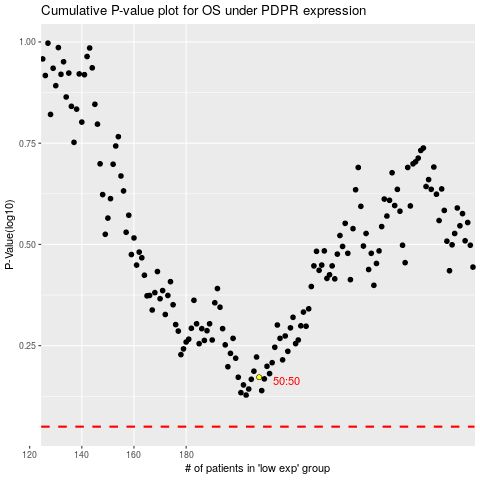 Cumulative P-value plot for OS under PDPR expression
P-Value(log10)
1.00
0.75
0.50
0.25
50:50
120 140 160 180
# of patients in 'low exp' group